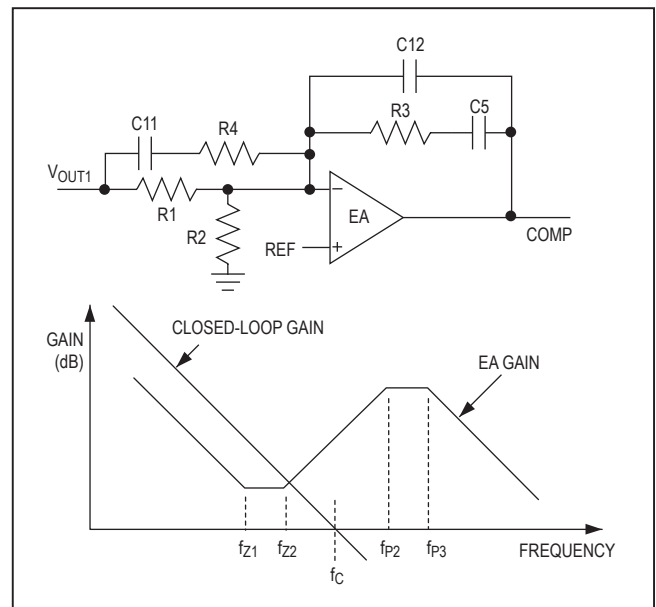 C12
C11
R4
R3
C5
VOUT1
R1
R2
EA
REF
COMP
GAIN
(dB)
CLOSED-LOOP GAIN
EA GAIN
fZ1
fZ2
fC
fP2
fP3
FREQUENCY